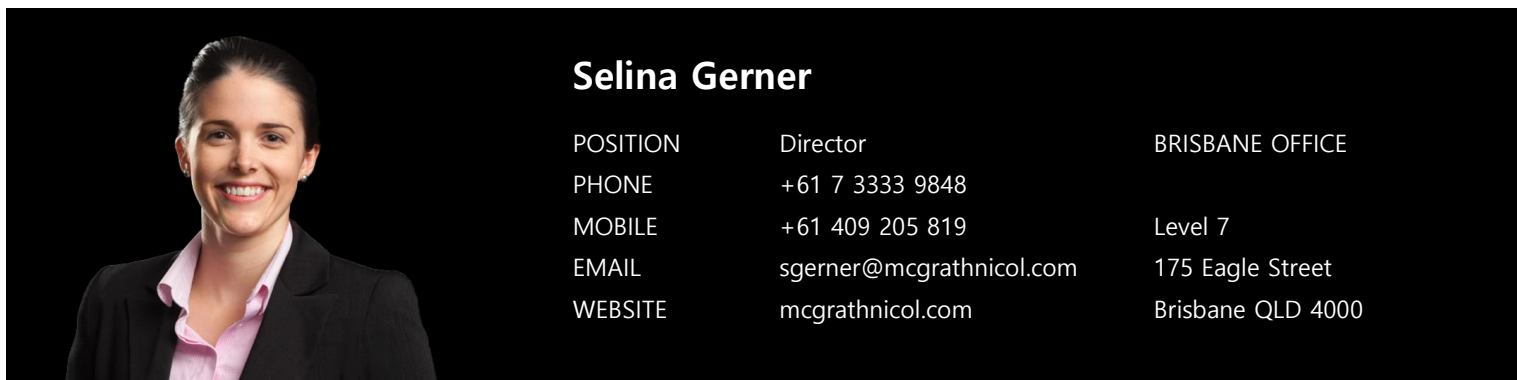 Selina Gerner
POSITION Director BRISBANE OFFICE
PHONE +61 7 3333 9848
MOBILE +61 409 205 819 Level 7
EMAIL sgerner@mcgrathnicol.com 175 Eagle Street
WEBSITE mcgrathnicol.com Brisbane QLD 4000